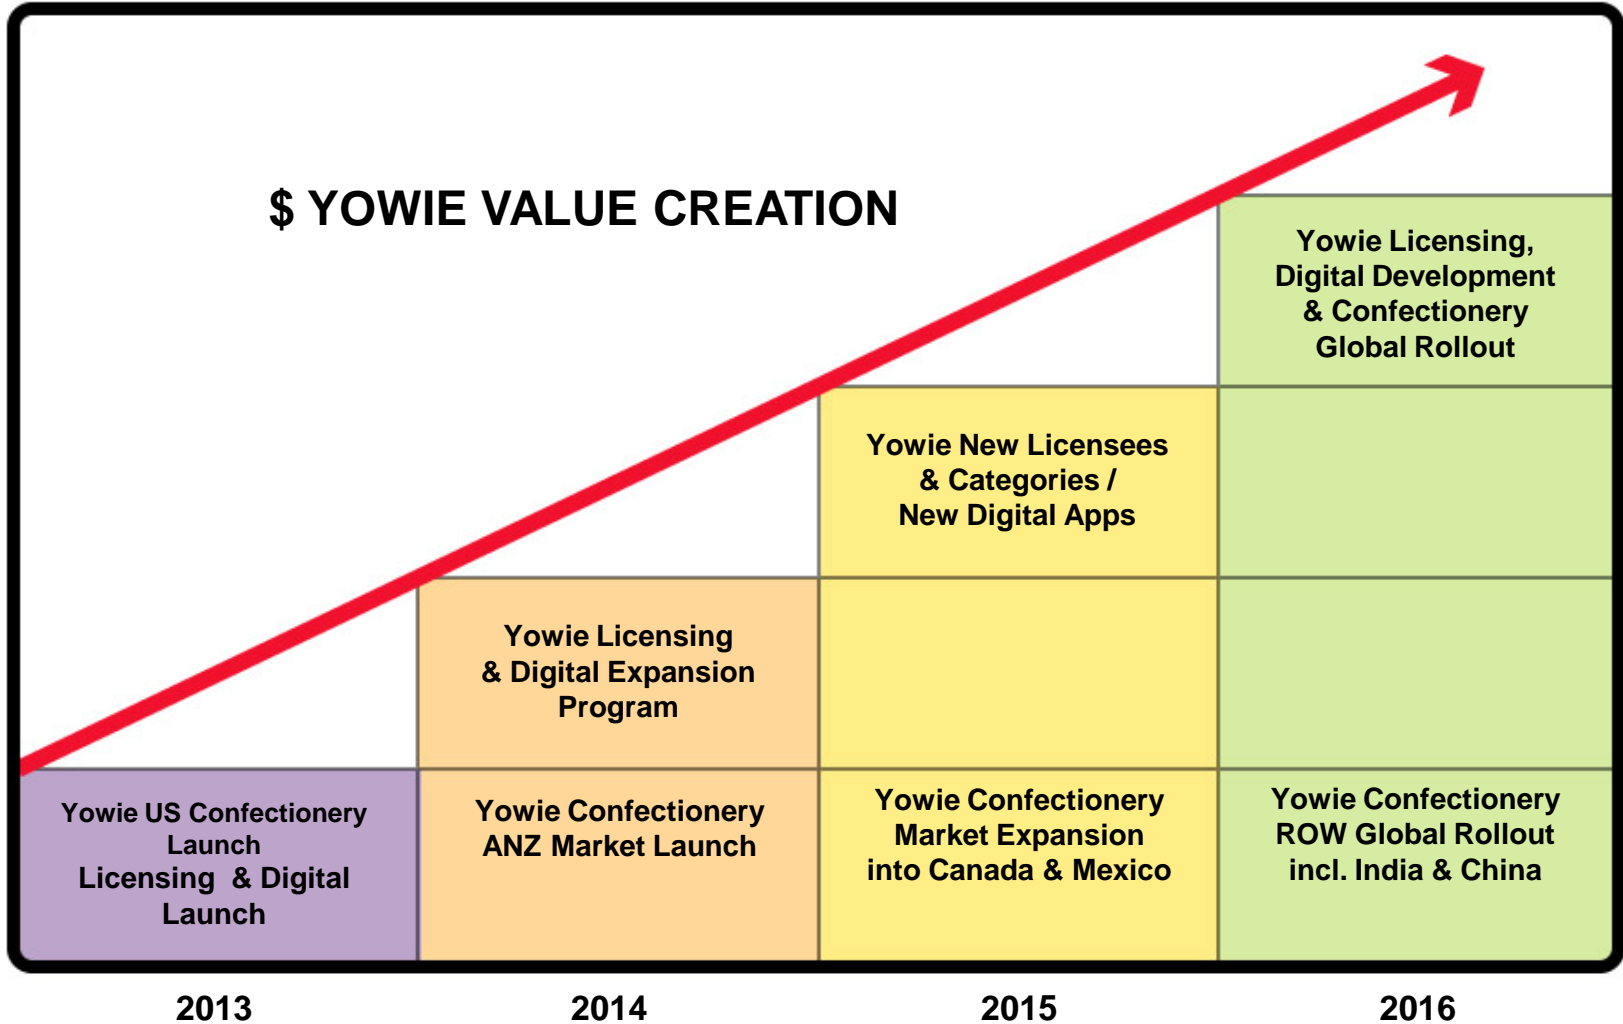 $ YOWIE VALUE CREATION
Yowie Licensing,
Digital Development
& Confectionery
Global Rollout
Yowie New Licensees
& Categories /
New Digital Apps
Yowie Licensing
& Digital Expansion
Program
Yowie US Confectionery
Launch
Licensing & Digital
Launch
Yowie Confectionery
ANZ Market Launch
Yowie Confectionery
Market Expansion
into Canada & Mexico
Yowie Confectionery
ROW Global Rollout
incl. India & China
2013
2014
2015
2016